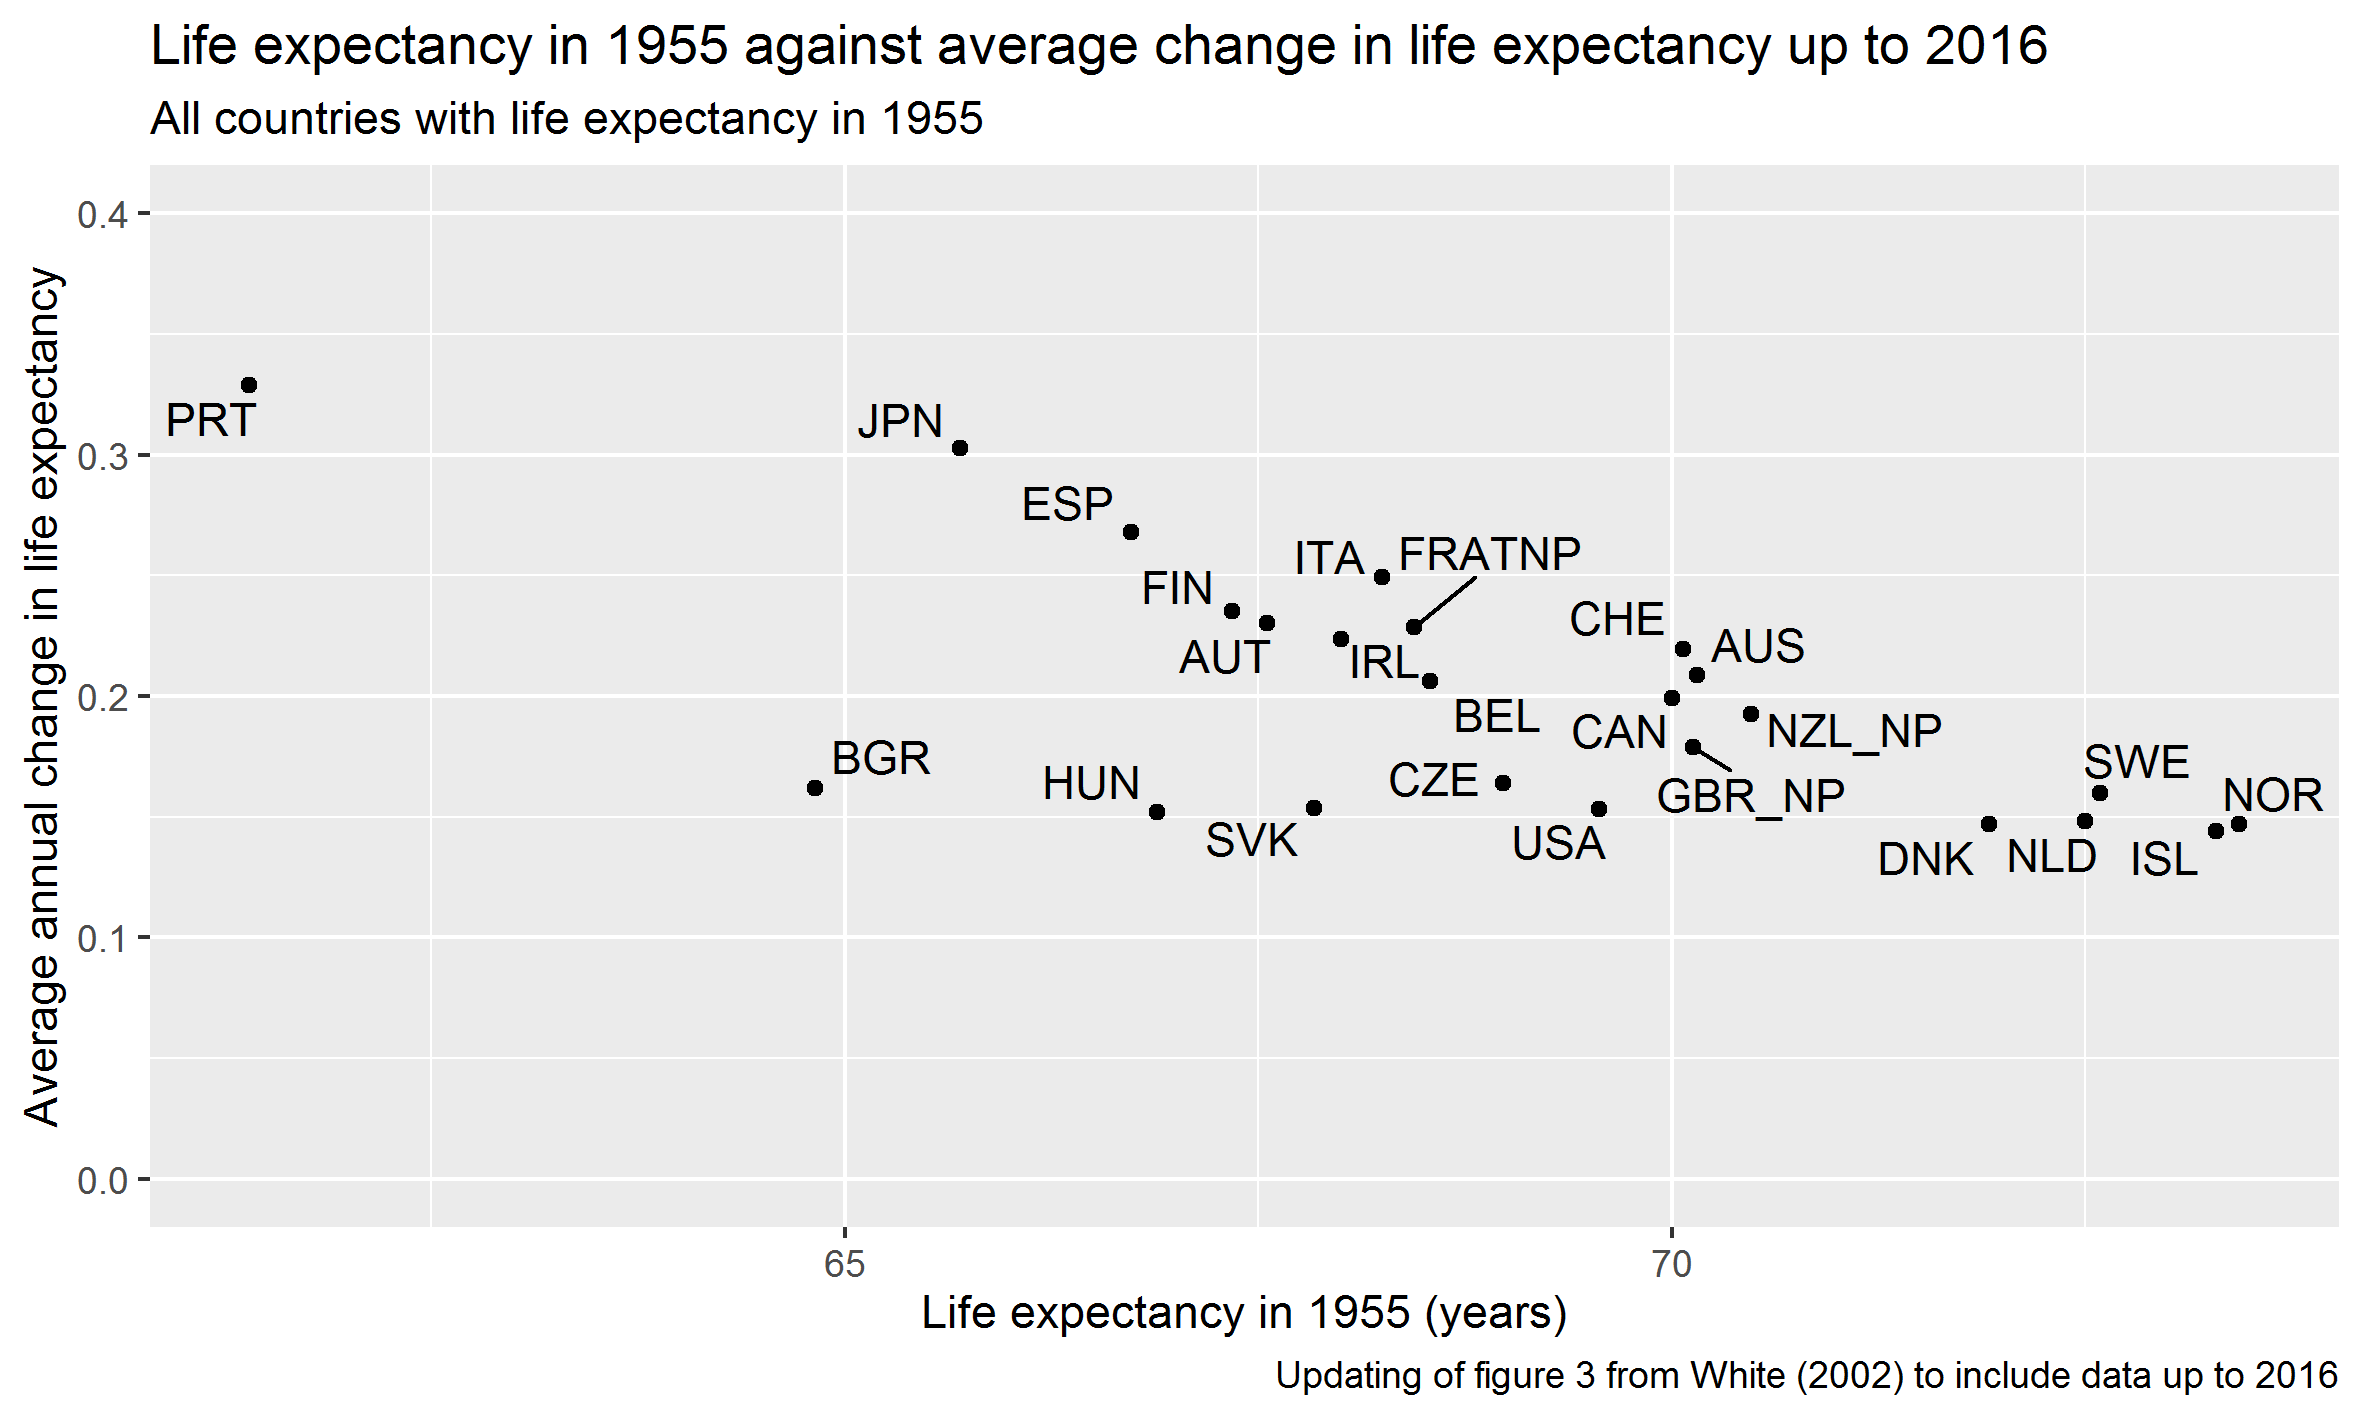 Life expectancy in 1955 against average change in life expectancy up to 2016
All countries with life expectancy in 1955
Average annual change in life expectancy
0.4
0.3
0.2
0.1
0.0
PRT
JPN
ESP
FIN
ITA
FRATNP
AUT
IRL
CHE
AUS
BEL
CAN
NZL_NP
BGR
HUN
CZE
GBR_NP
SWE
NOR
SVK
USA
DNK
NLD
ISL
65
70
Life expectancy in 1955 (years)
Updating of figure 3 from White (2002) to include data up to 2016